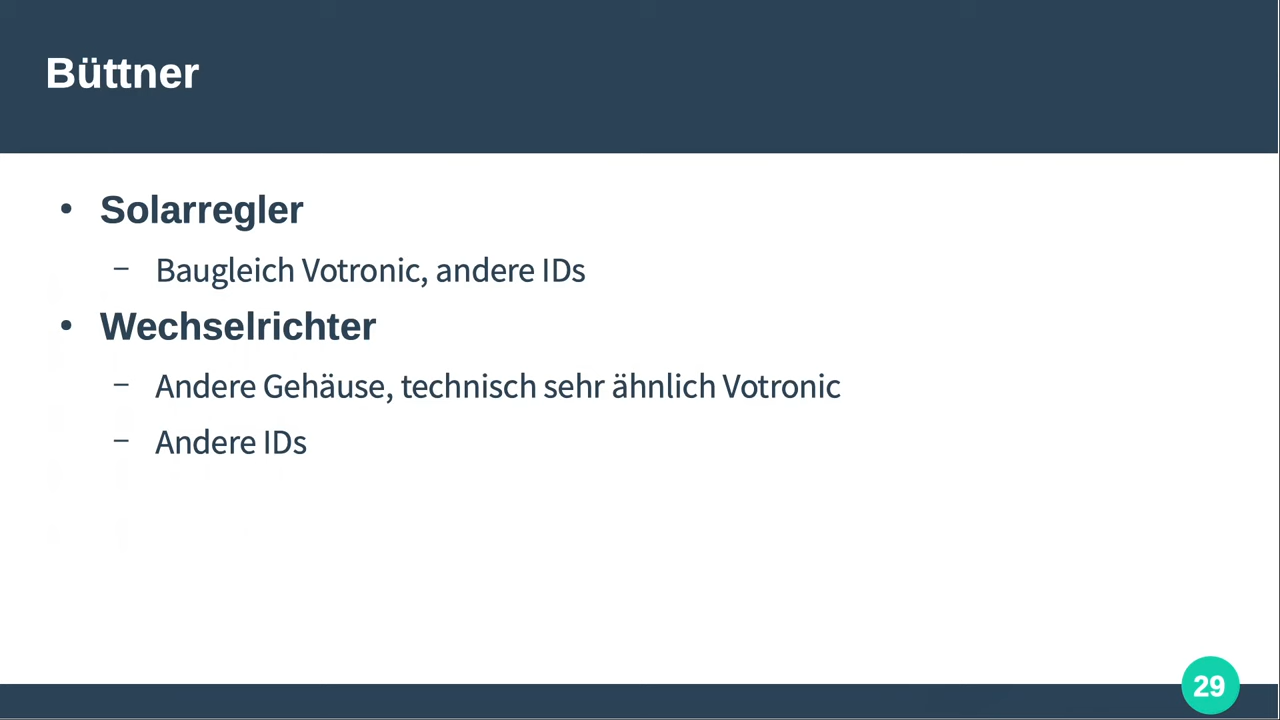 Büttner
• Solarregler
– Baugleich Votronic, andere IDs
• Wechselrichter
– Andere Gehäuse, technisch sehr ähnlich Votronic
– Andere IDs
29